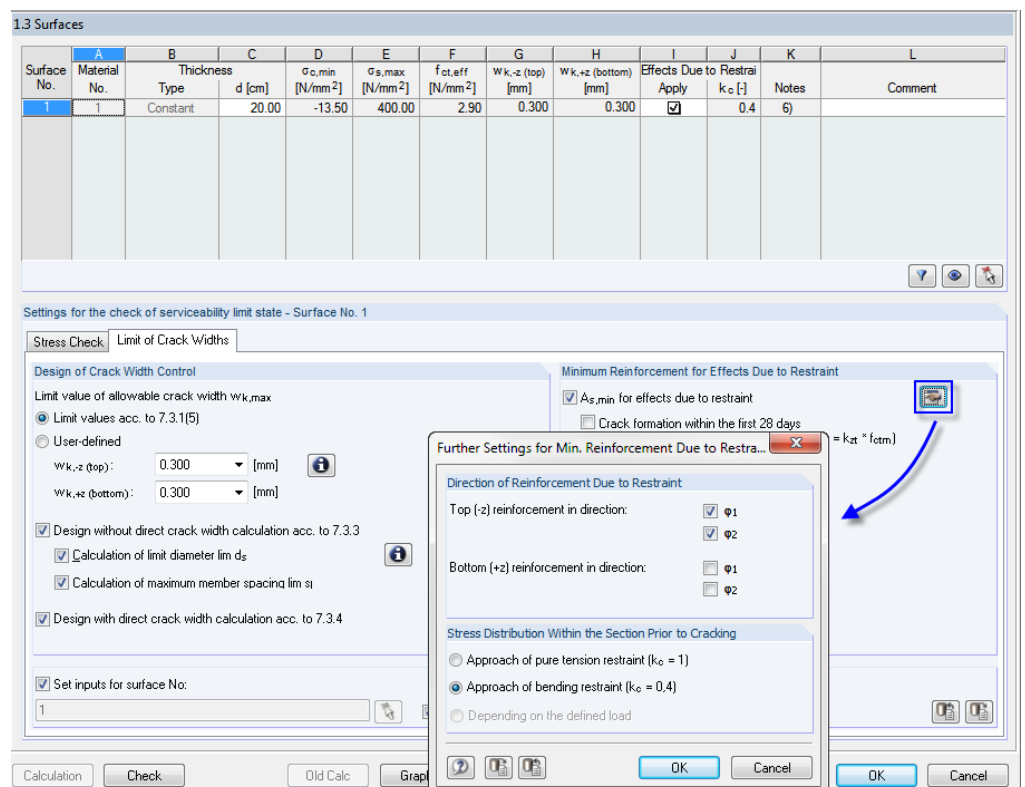 1.3 Surfaces
A B C D E F G H I J K L
Surface Material Thickness σc,min σs,max fct,eff wk,-z (top) wk,+z (bottom) Effects Due to Restrai
No. No. Type d [cm] [N/mm²] [N/mm²] [N/mm²] [mm] [mm] Apply kc [-] Notes Comment
1 1 Constant 20.00 -13.50 400.00 2.90 0.300 0.300 0.4 6)
Settings for the check of serviceability limit state - Surface No. 1
Stress Check Limit of Crack Widths
Design of Crack Width Control
Limit value of allowable crack width wk,max
Limit values acc. to 7.3.1(5)
User-defined
wk,-z (top): 0.300 [mm]
wk,+z (bottom): 0.300 [mm]
Design without direct crack width calculation acc. to 7.3.3
Calculation of limit diameter lim ds
Calculation of maximum member spacing lim sl
Design with direct crack width calculation acc. to 7.3.4
Set inputs for surface No:
1
Minimum Reinforcement for Effects Due to Restraint
As,min for effects due to restraint
Crack formation within the first 28 days
= kzt * fctm)
Further Settings for Min. Reinforcement Due to Restra...
Direction of Reinforcement Due to Restraint
Top (-z) reinforcement in direction: φ1
φ2
Bottom (+z) reinforcement in direction: φ1
φ2
Stress Distribution Within the Section Prior to Cracking
Approach of pure tension restraint (kc = 1)
Approach of bending restraint (kc = 0,4)
Depending on the defined load
OK Cancel
Calculation Check Old Calc Grap OK Cancel